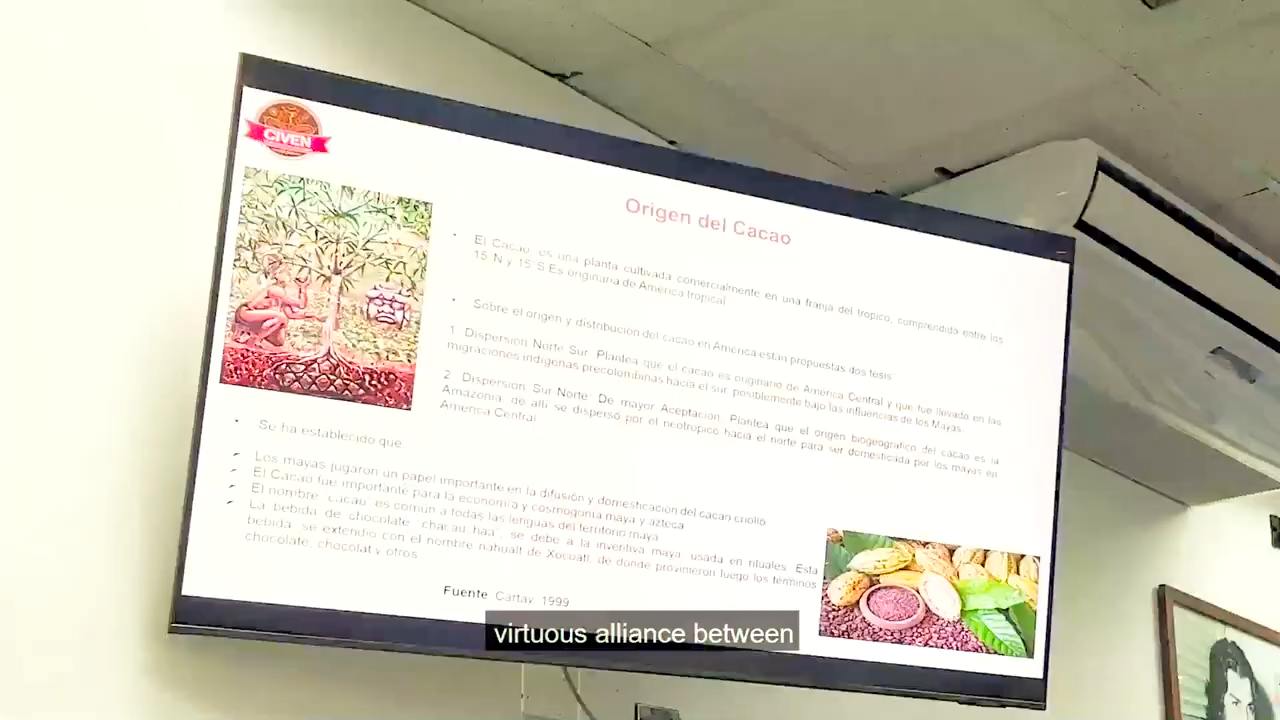 CIVEN
Origen del Cacao
El Cacao es una planta cultivada comercialmente en una franja del tropico, comprendida entre los
15 N y 15 S Es originaria de America tropical
Sobre el origen y distribucion del cacao en America estan propuestas dos tesis
1 Dispersion Norte Sur Plantea que el cacao es originario de America Central y que fue llevado en las
migraciones indigenas precolombinas hacia el sur, posiblemente bajo las influencias de los Mayas.
2 Dispersion Sur Norte De mayor Aceptacion Plantea que el origen biogeografico del cacao es la
Amazonia, de alli se disperso por el neotropico hacia el norte para ser domesticada por los mayas en
America Central
Se ha establecido que
Los mayas jugaron un papel importante en la difusion y domesticacion del cacao criollo
El Cacao fue importante para la economia y cosmogonia maya y azteca
El nombre cacau es comun a todas las lenguas del territorio maya
La bebida de chocolate chacau haa, se debe a la inventiva maya, usada en rituales. Esta
bebida se extendio con el nombre nahuatl de Xocoatl, de donde provinieron luego los terminos
chocolate, chocolat y otros
Fuente Cartay, 1999
virtuous alliance between